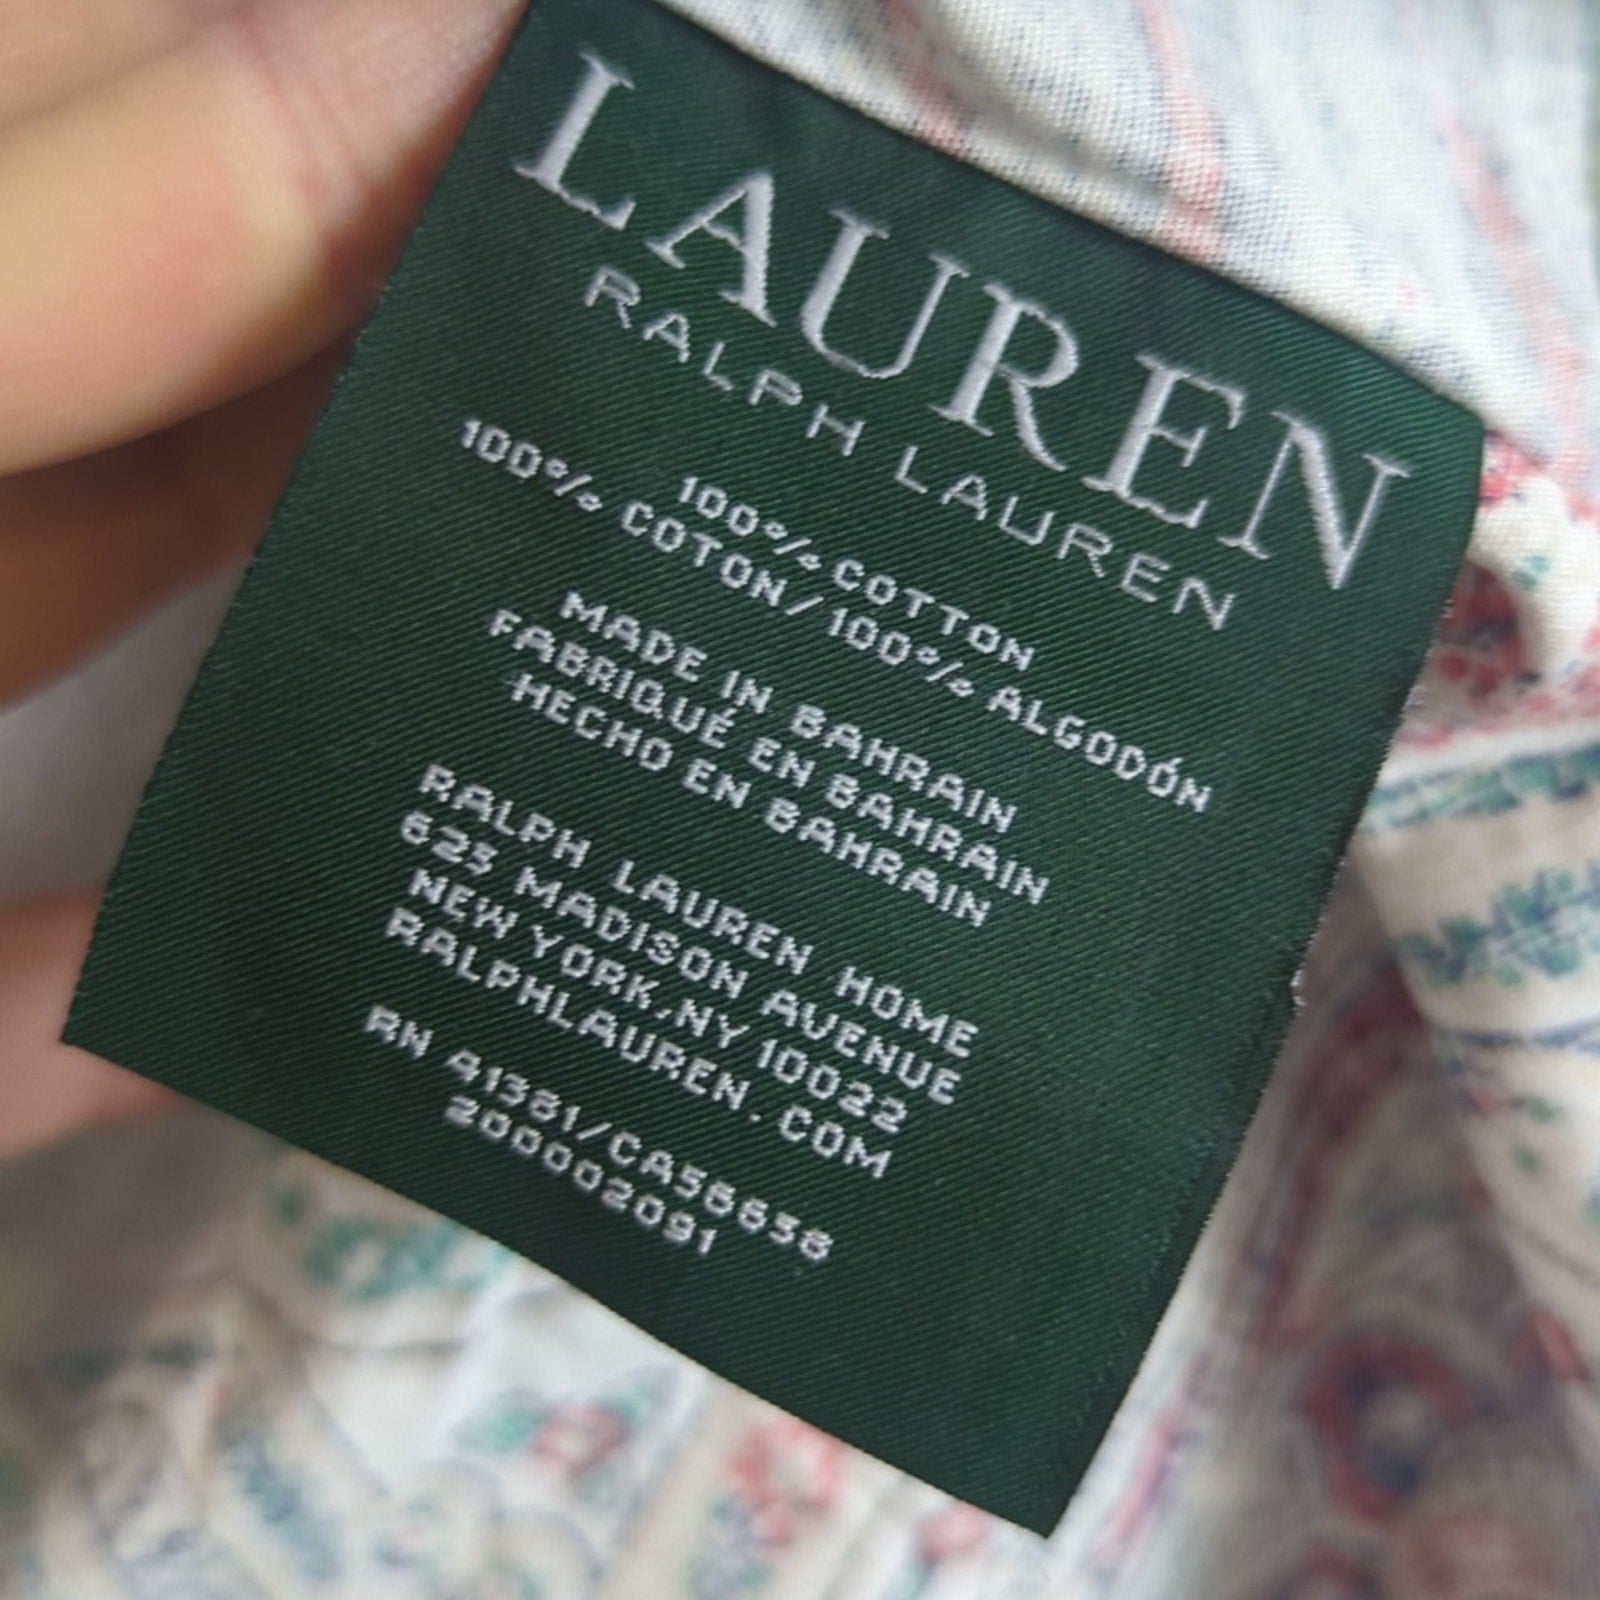 LAUREN
RALPH LAUREN
100% COTTON
100% COTON/100% ALGODÓN
MADE IN BAHRAIN
FABRIQUÉ EN BAHRAIN
HECHO EN BAHRAIN
RALPH LAUREN HOME
625 MADISON AVENUE
NEW YORK,NY 10022
RALPHLAUREN.COM
RN 41381/CA56638
200002091